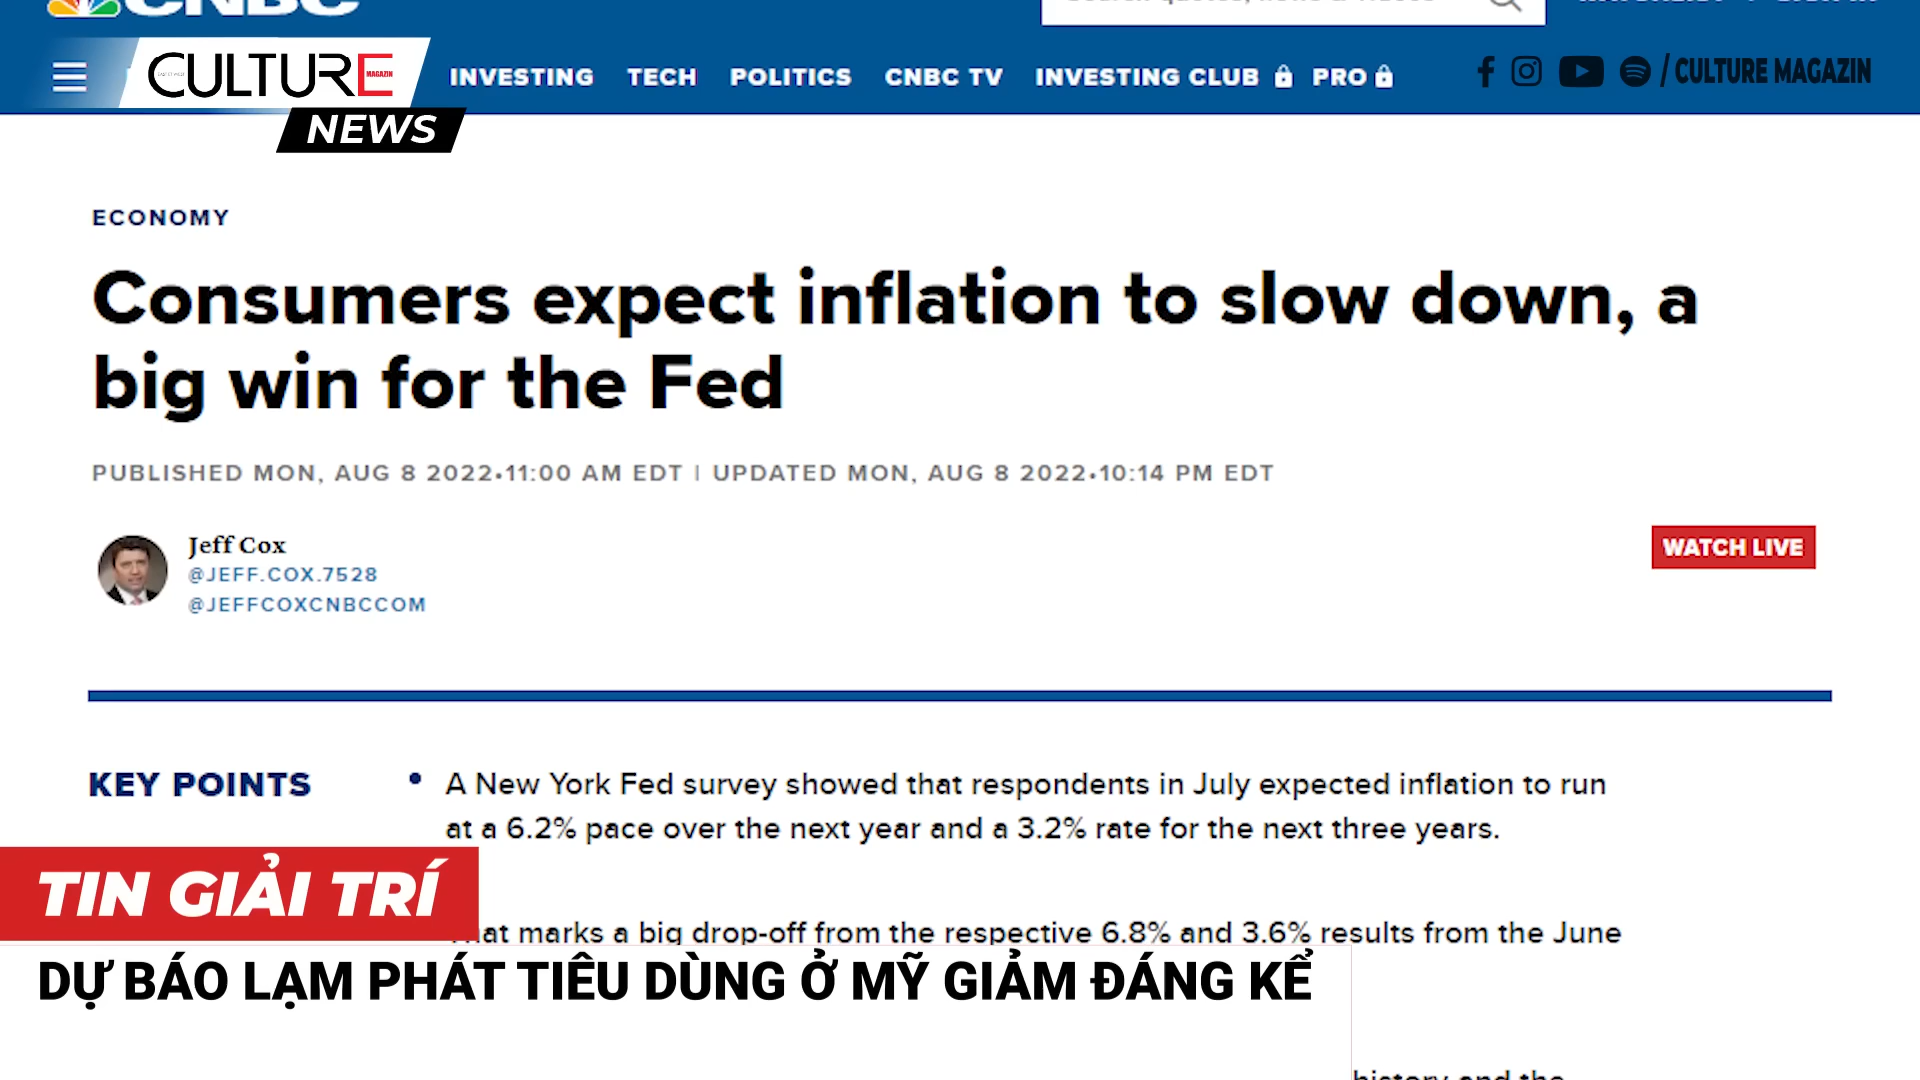 CNBC
CULTURE
MAGAZIN
NEWS
INVESTING TECH POLITICS CNBC TV INVESTING CLUB PRO
/ CULTURE MAGAZIN
ECONOMY
Consumers expect inflation to slow down, a
big win for the Fed
PUBLISHED MON, AUG 8 2022•11:00 AM EDT | UPDATED MON, AUG 8 2022•10:14 PM EDT
Jeff Cox
@JEFF.COX.7528
@JEFFCOXCNBCCOM
WATCH LIVE
KEY POINTS
• A New York Fed survey showed that respondents in July expected inflation to run
at a 6.2% pace over the next year and a 3.2% rate for the next three years.
TIN GIẢI TRÍ
marks a big drop-off from the respective 6.8% and 3.6% results from the June
DỰ BÁO LẠM PHÁT TIÊU DÙNG Ở MỸ GIẢM ĐÁNG KỂ